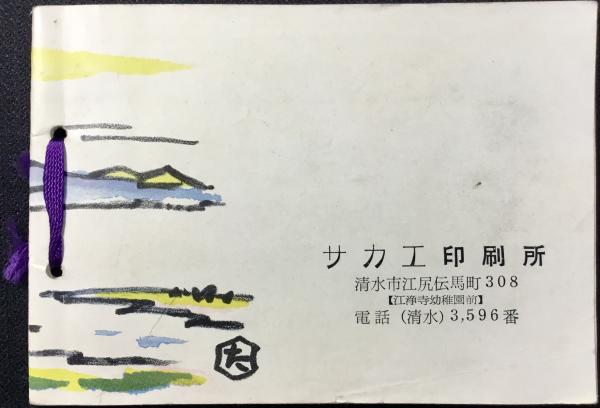 サカエ印刷所
清水市江尻伝馬町308
【江浄寺幼稚園前】
電話(清水)3,596番